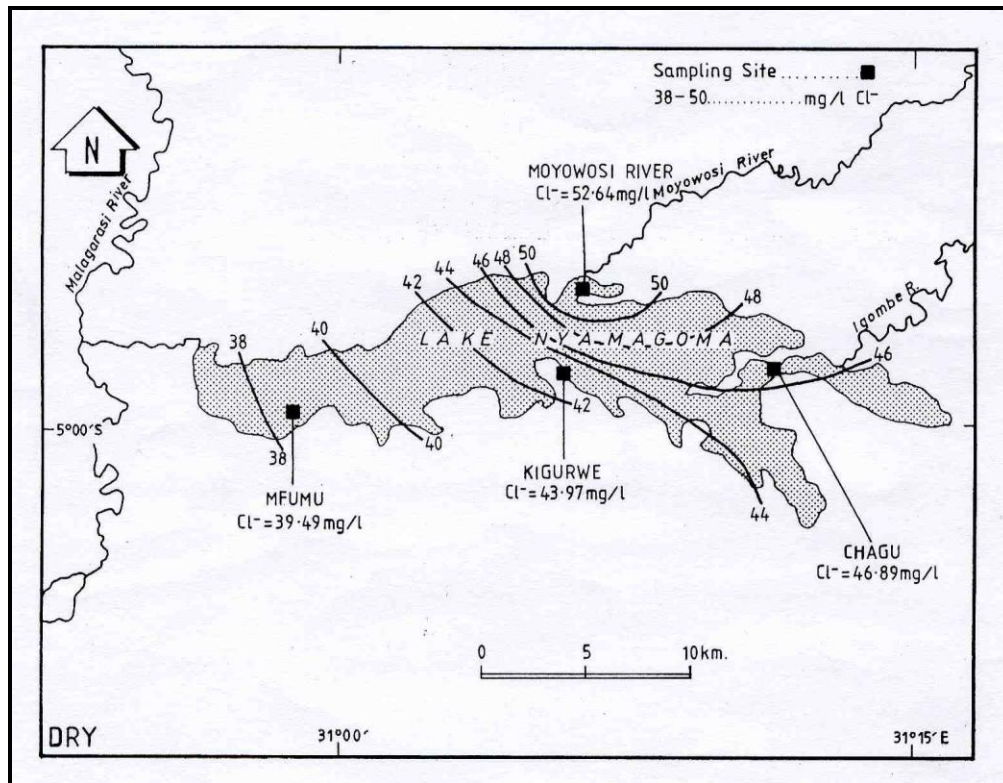 Sampling Site..........■
38–50...............mg/l Cl⁻
N
Malagarasi River
MOYOWOSI RIVER
Cl⁻=52·64mg/l
Moyowosi River
Igombe R.
50
48
46
44
42
50
48
46
LAKE NYAMAGOMA
38
40
42
40
38
44
5°00'S
MFUMU
Cl⁻=39·49mg/l
KIGURWE
Cl⁻=43·97mg/l
CHAGU
Cl⁻=46·89mg/l
0 5 10km.
DRY
31°00'
31°15'E